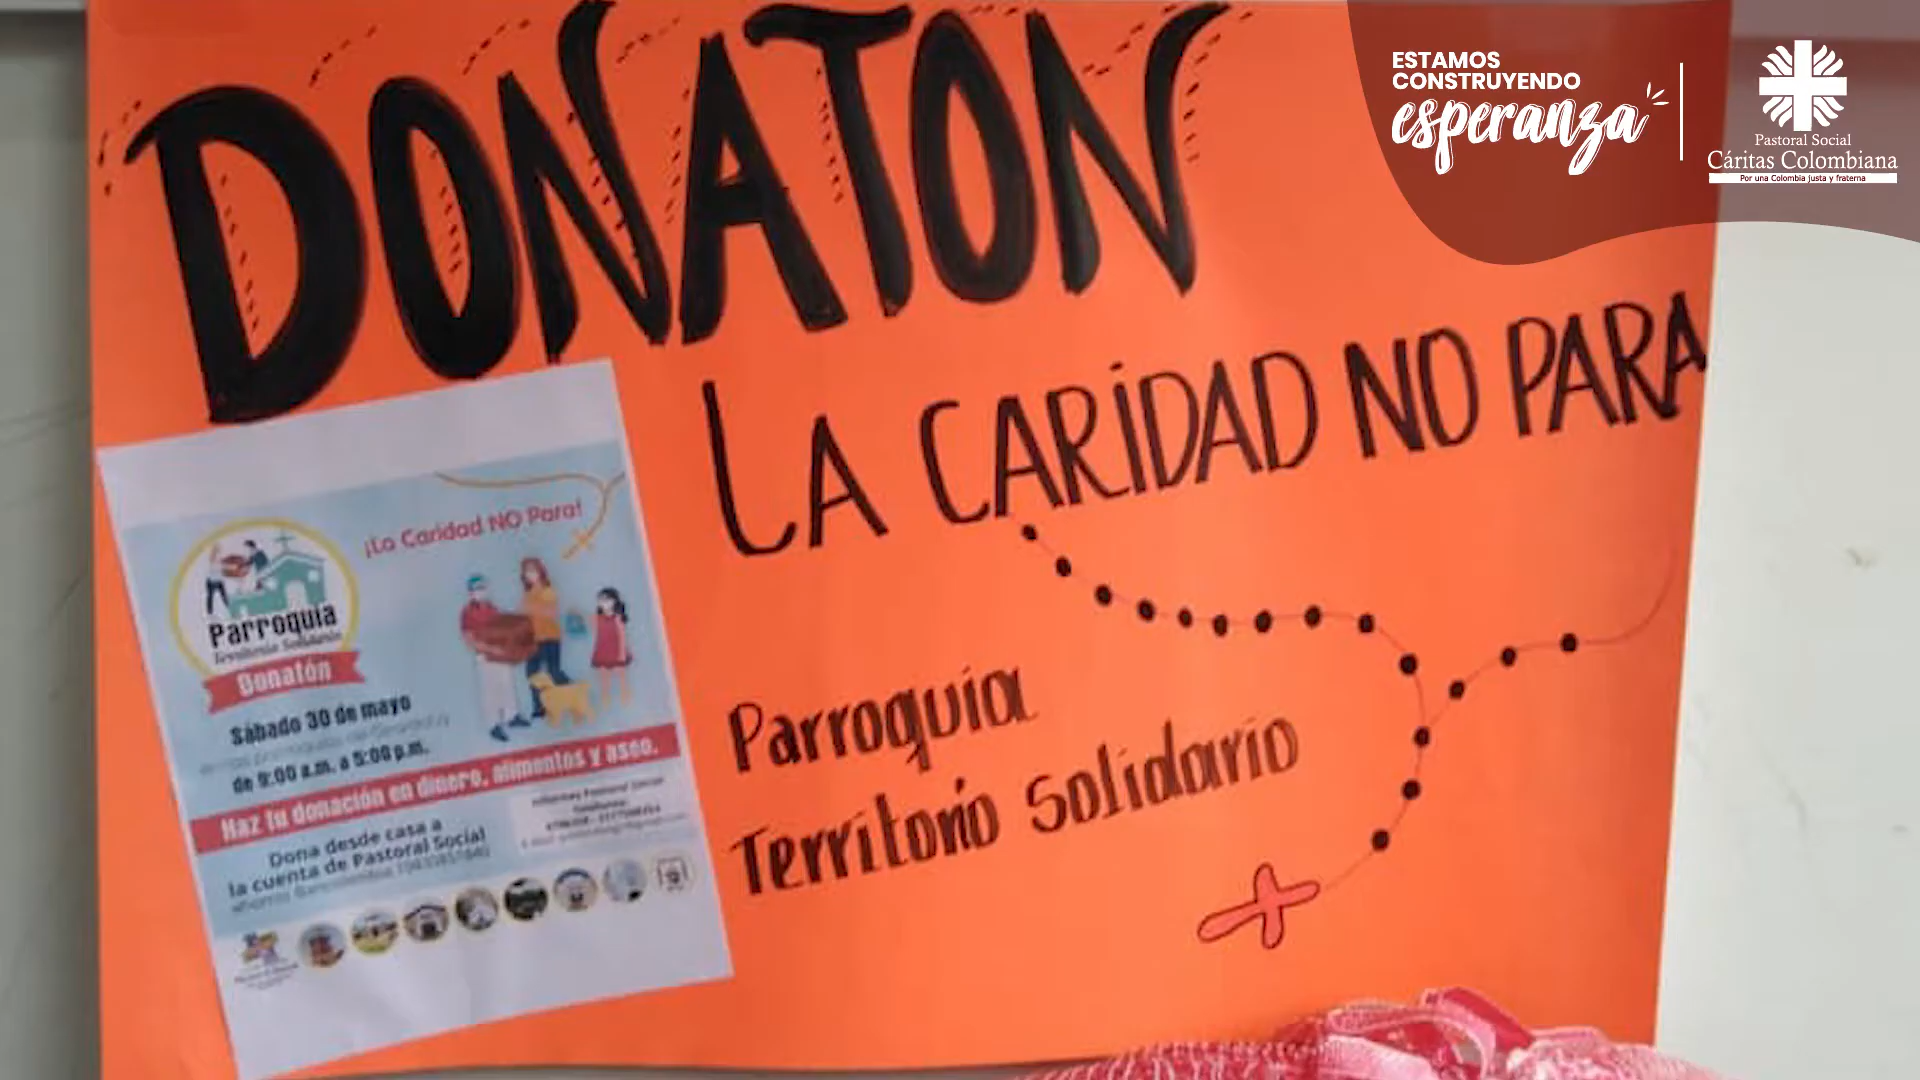 DONATON
LA CARIDAD NO PARA
Parroquia
Territorio Solidario
¡La Caridad NO Para!
Parroquia
Territorio Solidario
Donatón
Sábado 30 de mayo
de 9:00 a.m. a 5:00 p.m.
Haz tu donación en dinero, alimentos y aseo.
Dona desde casa a
la cuenta de Pastoral Social
ESTAMOS
CONSTRUYENDO
esperanza
Pastoral Social
Cáritas Colombiana
Por una Colombia justa y fraterna